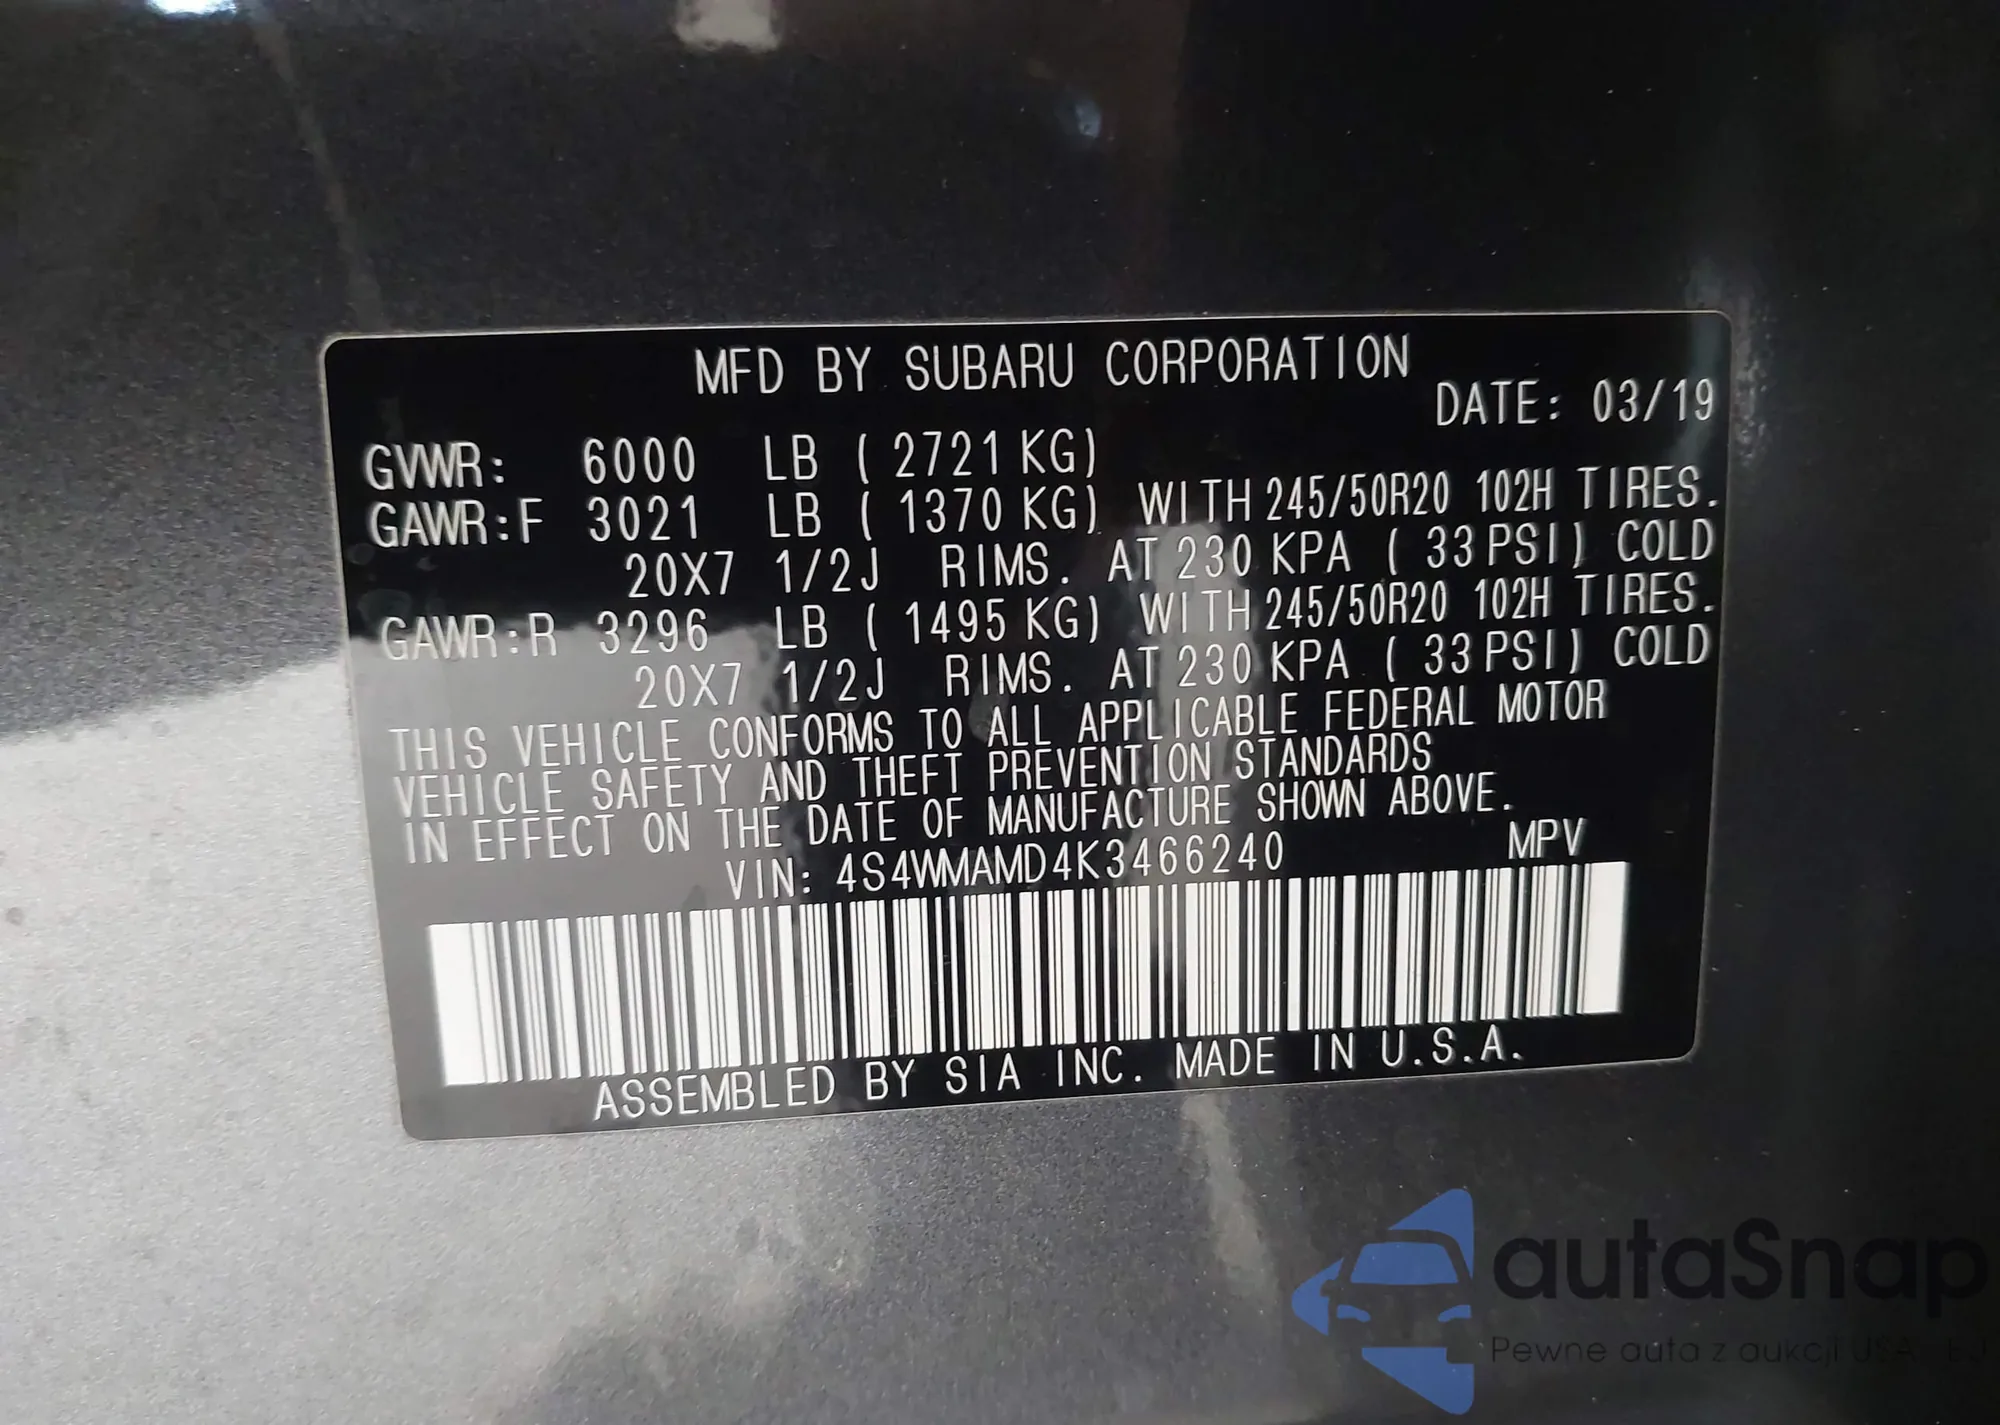 MFD BY SUBARU CORPORATION
DATE: 03/19
GVWR: 6000 LB ( 2721 KG)
GAWR:F 3021 LB ( 1370 KG) WITH 245/50R20 102H TIRES.
20X7 1/2J RIMS. AT 230 KPA ( 33 PSI) COLD
GAWR:R 3296 LB ( 1495 KG) WITH 245/50R20 102H TIRES.
20X7 1/2J RIMS. AT 230 KPA ( 33 PSI) COLD
THIS VEHICLE CONFORMS TO ALL APPLICABLE FEDERAL MOTOR
VEHICLE SAFETY AND THEFT PREVENTION STANDARDS
IN EFFECT ON THE DATE OF MANUFACTURE SHOWN ABOVE.
VIN: 4S4WMAMD4K3466240 MPV
ASSEMBLED BY SIA INC. MADE IN U.S.A.
autaSnap
Pewne auta z aukcji USA